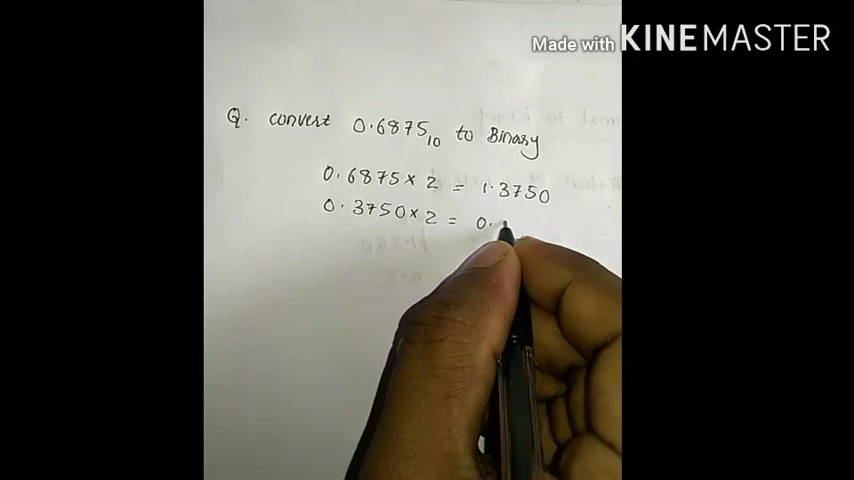 Made with KINEMASTER
Q. convert 0.6875₁₀ to Binary
0.6875 × 2 = 1.3750
0.3750 × 2 = 0.